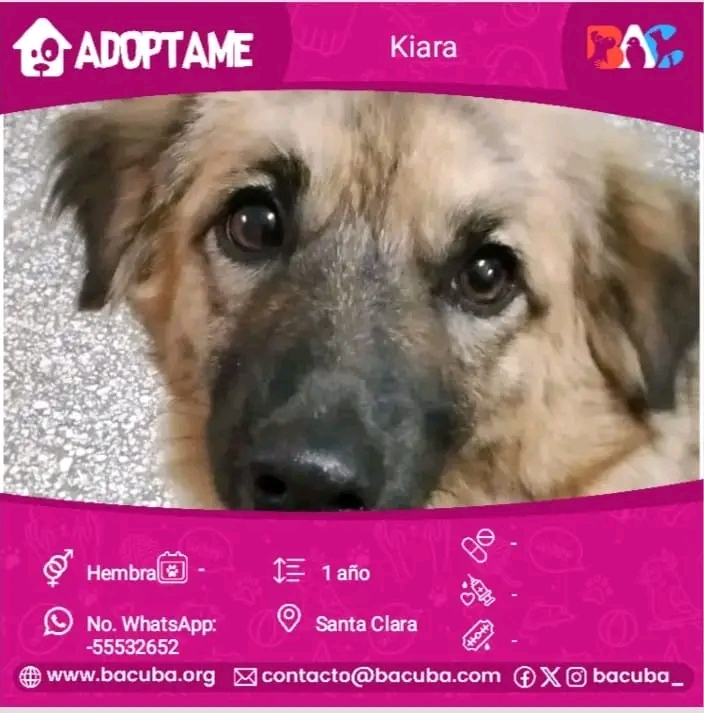 ADOPTAME
Kiara
BAC
Hembra -
1 año
-
-
-
No. WhatsApp:
-55532652
Santa Clara
www.bacuba.org
contacto@bacuba.com
bacuba_